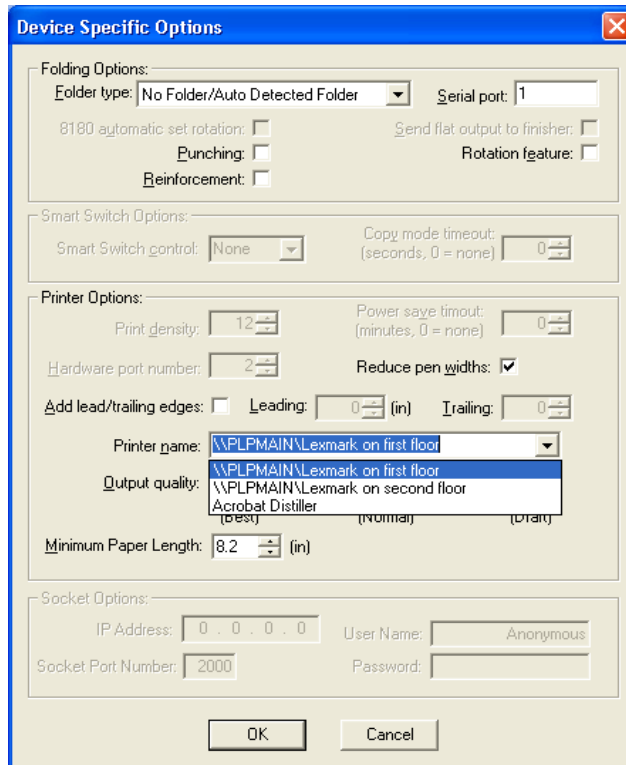 Device Specific Options
Folding Options:
Folder type: No Folder/Auto Detected Folder Serial port: 1
8180 automatic set rotation: Send flat output to finisher:
Punching: Rotation feature:
Reinforcement:
Smart Switch Options:
Smart Switch control: None Copy mode timeout: (seconds, 0 = none) 0
Printer Options:
Print density: 12 Power save timout: (minutes, 0 = none) 0
Hardware port number: 2 Reduce pen widths:
Add lead/trailing edges: Leading: 0 (in) Trailing: 0
Printer name: \\PLPMAIN\Lexmark on first floor
\\PLPMAIN\Lexmark on first floor
Output quality: \\PLPMAIN\Lexmark on second floor
Acrobat Distiller
(Best) (Normal) (Draft)
Minimum Paper Length: 8.2 (in)
Socket Options:
IP Address: 0 . 0 . 0 . 0 User Name: Anonymous
Socket Port Number: 2000 Password:
OK Cancel